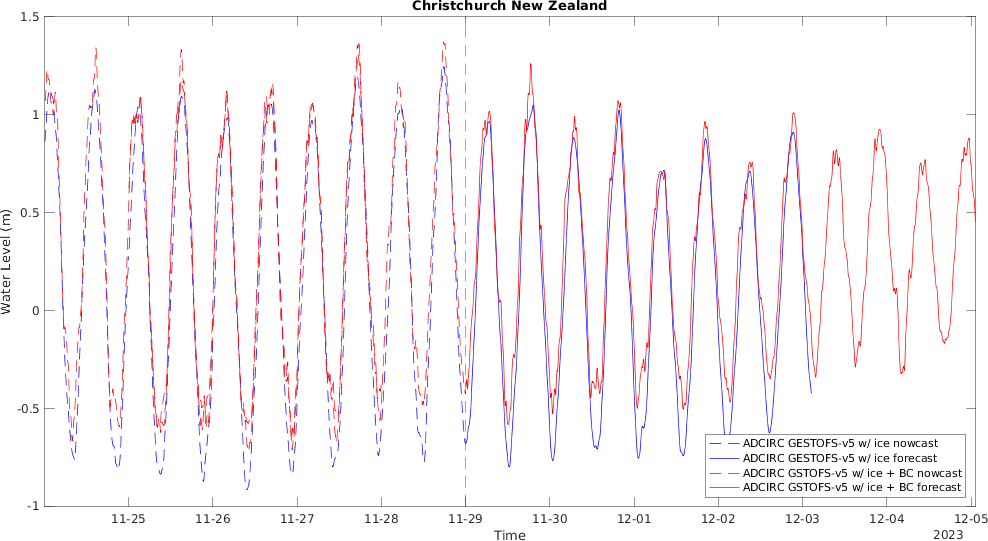 Christchurch New Zealand
1.5
1
0.5
0
-0.5
-1
Water Level (m)
ADCIRC GESTOFS-v5 w/ ice nowcast
ADCIRC GESTOFS-v5 w/ ice forecast
ADCIRC GSTOFS-v5 w/ ice + BC nowcast
ADCIRC GSTOFS-v5 w/ ice + BC forecast
11-25 11-26 11-27 11-28 11-29 11-30 12-01 12-02 12-03 12-04 12-05
Time
2023